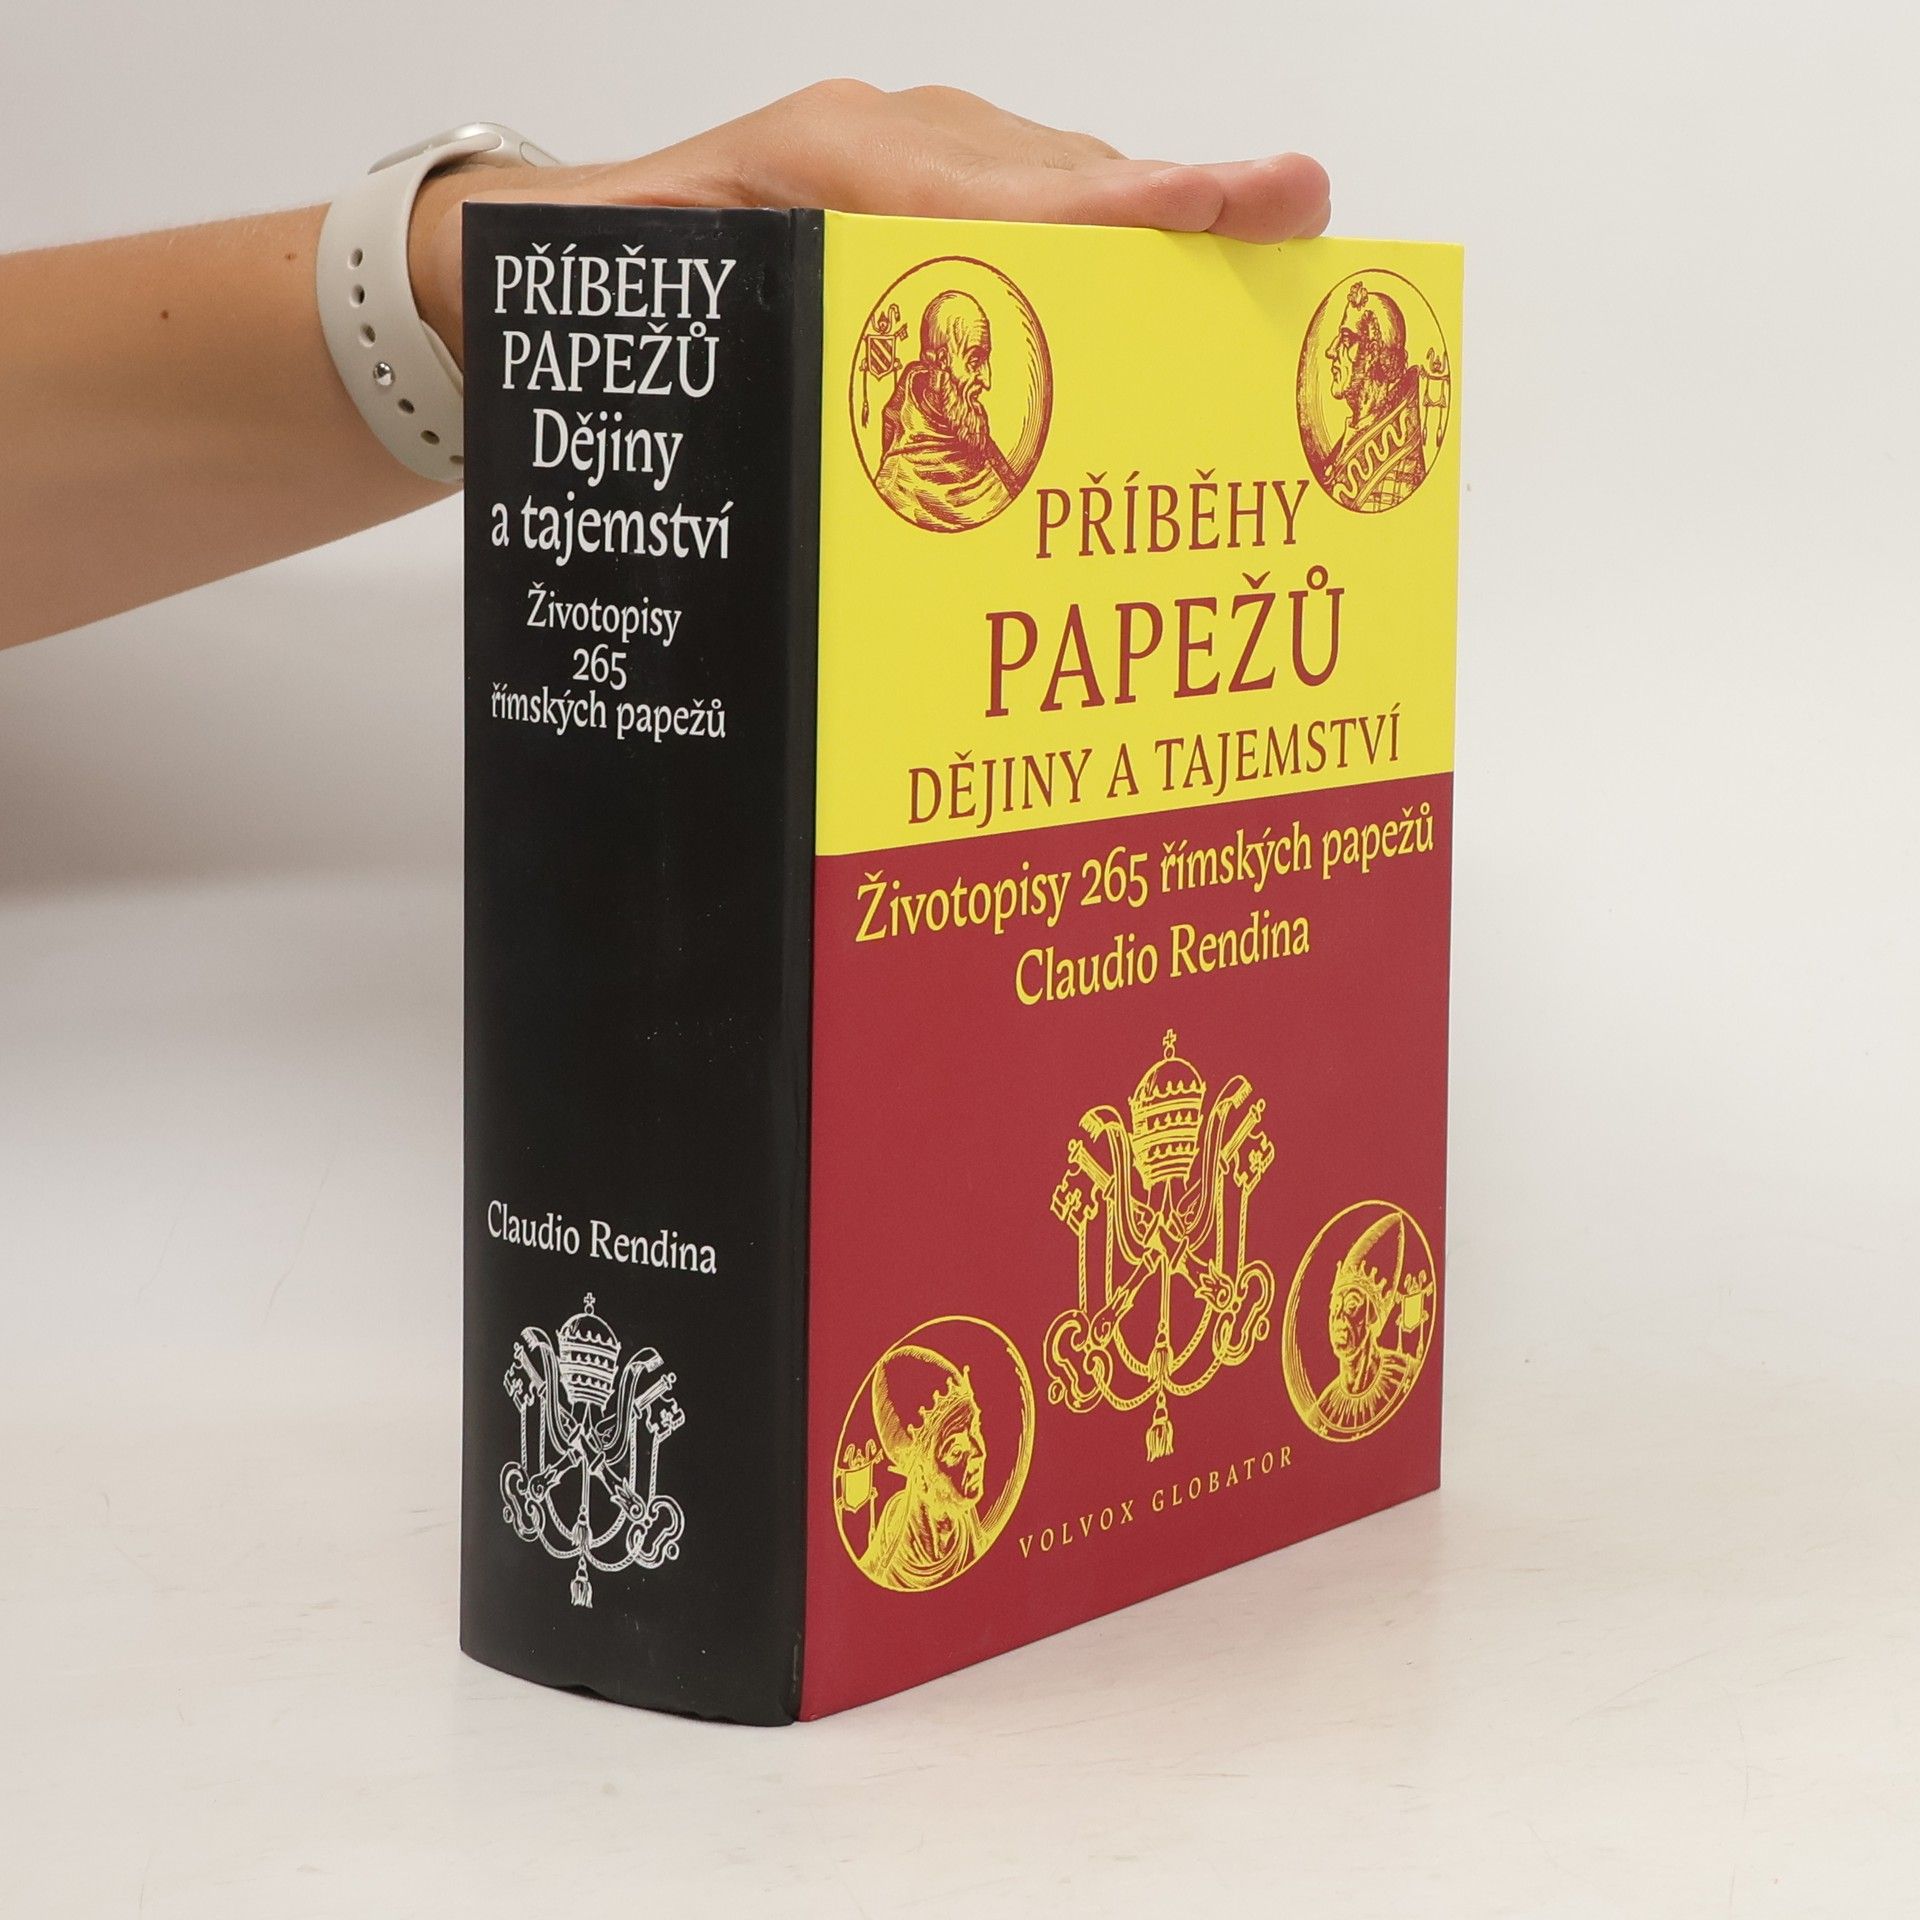 PŘÍBĚHY
PAPEŽŮ
Dějiny
a tajemství
Životopisy
265
římských papežů
Claudio Rendina
PŘÍBĚHY
PAPEŽŮ
DĚJINY A TAJEMSTVÍ
Životopisy 265 římských papežů
Claudio Rendina
VOLVOX GLOBATOR